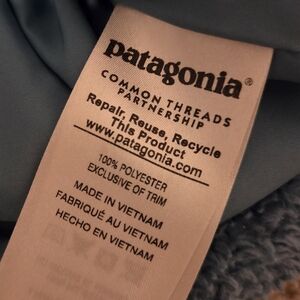 patagonia®
COMMON THREADS
PARTNERSHIP
Repair, Reuse, Recycle
This Product
www.patagonia.com
100% POLYESTER
EXCLUSIVE OF TRIM
MADE IN VIETNAM
FABRIQUÉ AU VIETNAM
HECHO EN VIETNAM